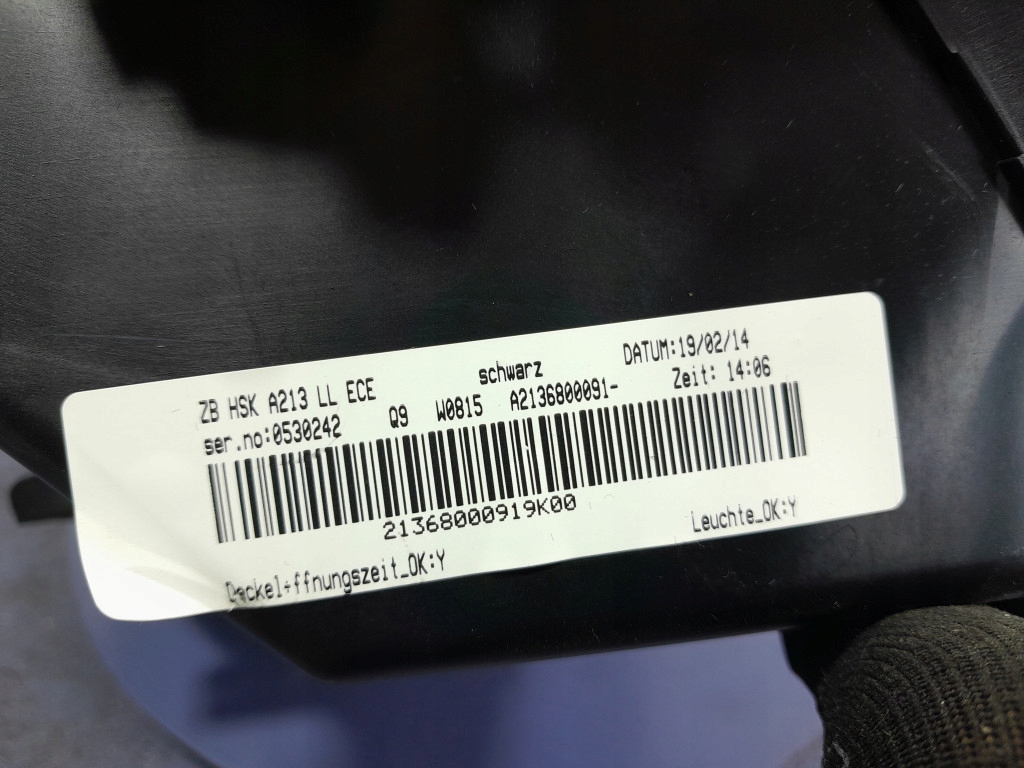 ZB HSK A213 LL ECE schwarz DATUM:19/02/14
ser.no:0530242 Q9 W0815 A2136800091- Zeit: 14:06
21368000919K00
Deckel÷ffnungszeit_OK:Y Leuchte_OK:Y